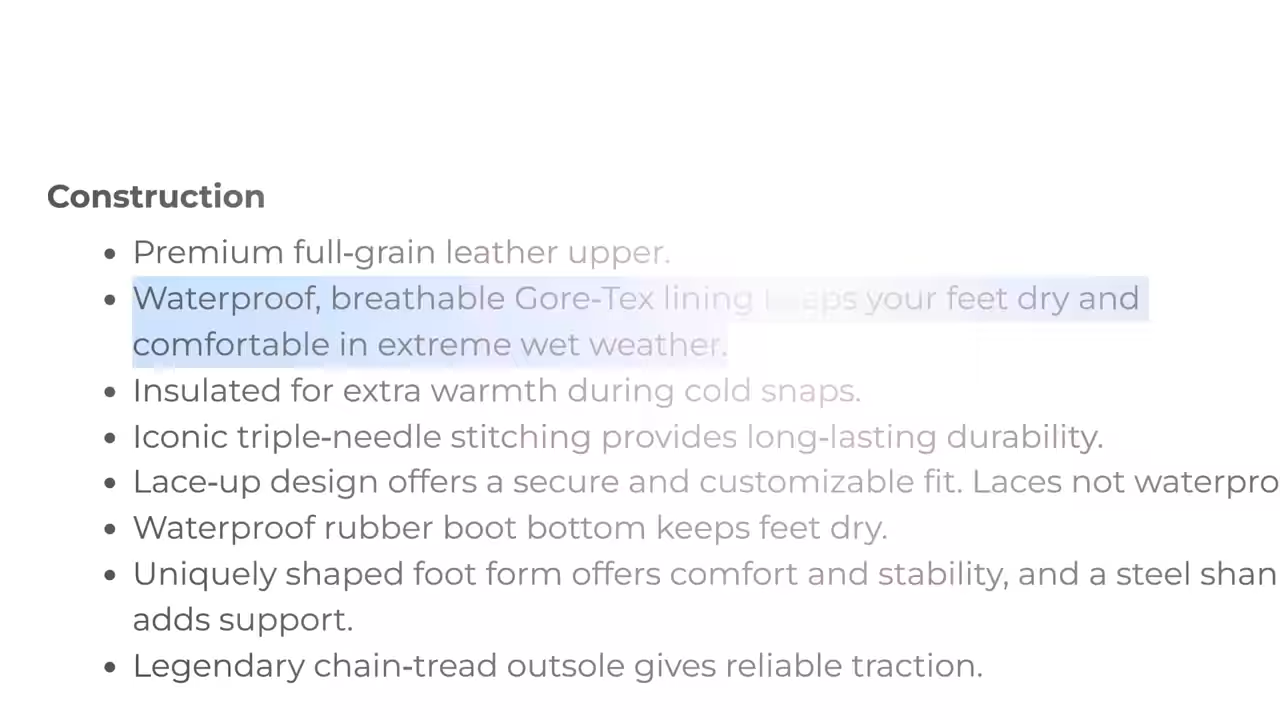 Construction
• Premium full-grain leather upper.
• Waterproof, breathable Gore-Tex lining keeps your feet dry and
comfortable in extreme wet weather.
• Insulated for extra warmth during cold snaps.
• Iconic triple-needle stitching provides long-lasting durability.
• Lace-up design offers a secure and customizable fit. Laces not waterpro
• Waterproof rubber boot bottom keeps feet dry.
• Uniquely shaped foot form offers comfort and stability, and a steel shan
adds support.
• Legendary chain-tread outsole gives reliable traction.